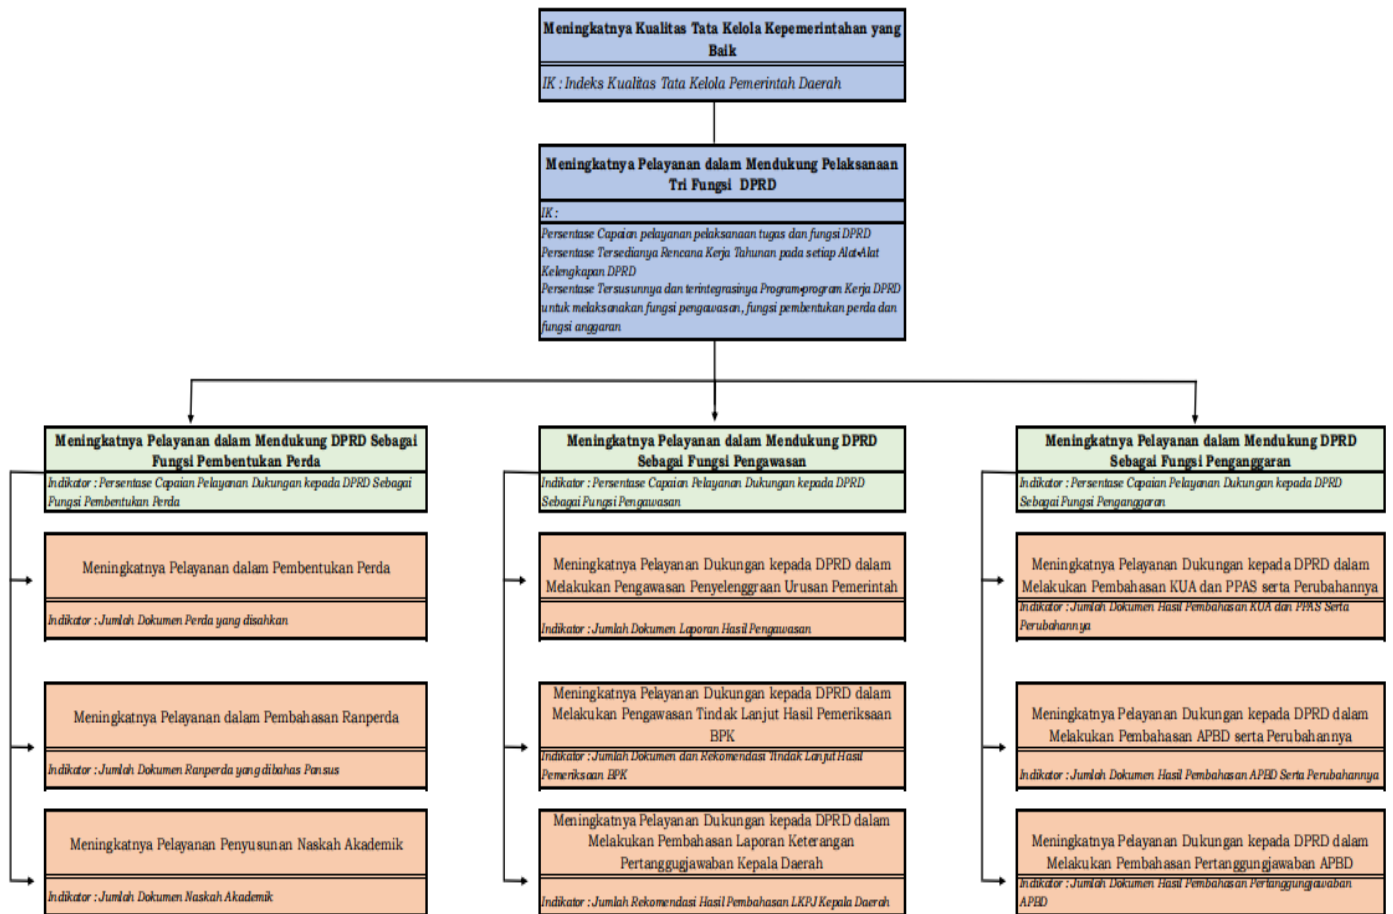 Meningkatnya Kualitas Tata Kelola Kepemerintahan yang
Baik
IK : Indeks Kualitas Tata Kelola Pemerintah Daerah
Meningkatnya Pelayanan dalam Mendukung Pelaksanaan
Tri Fungsi DPRD
IK :
Persentase Capaian pelayanan pelaksanaan tugas dan fungsi DPRD
Persentase Tersedianya Rencana Kerja Tahunan pada setiap Alat-Alat
Kelengkapan DPRD
Persentase Tersusunnya dan terintegrasinya Program-program Kerja DPRD
untuk melaksanakan fungsi pengawasan, fungsi pembentukan perda dan
fungsi anggaran
Meningkatnya Pelayanan dalam Mendukung DPRD Sebagai
Fungsi Pembentukan Perda
Indikator : Persentase Capaian Pelayanan Dukungan kepada DPRD Sebagai
Fungsi Pembentukan Perda
Meningkatnya Pelayanan dalam Pembentukan Perda
Indikator : Jumlah Dokumen Perda yang disahkan
Meningkatnya Pelayanan dalam Pembahasan Ranperda
Indikator : Jumlah Dokumen Ranperda yang dibahas Pansus
Meningkatnya Pelayanan Penyusunan Naskah Akademik
Indikator : Jumlah Dokumen Naskah Akademik
Meningkatnya Pelayanan dalam Mendukung DPRD
Sebagai Fungsi Pengawasan
Indikator : Persentase Capaian Pelayanan Dukungan kepada DPRD
Sebagai Fungsi Pengawasan
Meningkatnya Pelayanan Dukungan kepada DPRD dalam
Melakukan Pengawasan Penyelenggraan Urusan Pemerintah
Indikator : Jumlah Dokumen Laporan Hasil Pengawasan
Meningkatnya Pelayanan Dukungan kepada DPRD dalam
Melakukan Pengawasan Tindak Lanjut Hasil Pemeriksaan
BPK
Indikator : Jumlah Dokumen dan Rekomendasi Tindak Lanjut Hasil
Pemeriksaan BPK
Meningkatnya Pelayanan Dukungan kepada DPRD dalam
Melakukan Pembahasan Laporan Keterangan
Pertanggugjawaban Kepala Daerah
Indikator : Jumlah Rekomendasi Hasil Pembahasan LKPJ Kepala Daerah
Meningkatnya Pelayanan dalam Mendukung DPRD
Sebagai Fungsi Penganggaran
Indikator : Persentase Capaian Pelayanan Dukungan kepada DPRD
Sebagai Fungsi Penganggaran
Meningkatnya Pelayanan Dukungan kepada DPRD dalam
Melakukan Pembahasan KUA dan PPAS serta Perubahannya
Indikator : Jumlah Dokumen Hasil Pembahasan KUA dan PPAS Serta
Perubahannya
Meningkatnya Pelayanan Dukungan kepada DPRD dalam
Melakukan Pembahasan APBD serta Perubahannya
Indikator : Jumlah Dokumen Hasil Pembahasan APBD Serta Perubahannya
Meningkatnya Pelayanan Dukungan kepada DPRD dalam
Melakukan Pembahasan Pertanggungjawaban APBD
Indikator : Jumlah Dokumen Hasil Pembahasan Pertanggungjawaban
APBD